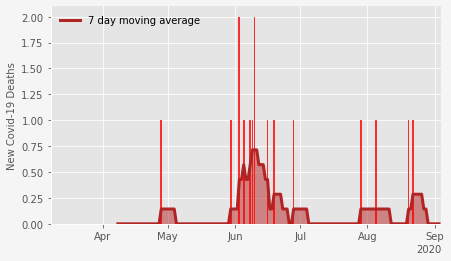 7 day moving average
New Covid-19 Deaths
2.00
1.75
1.50
1.25
1.00
0.75
0.50
0.25
0.00
Apr
May
Jun
Jul
Aug
Sep
2020